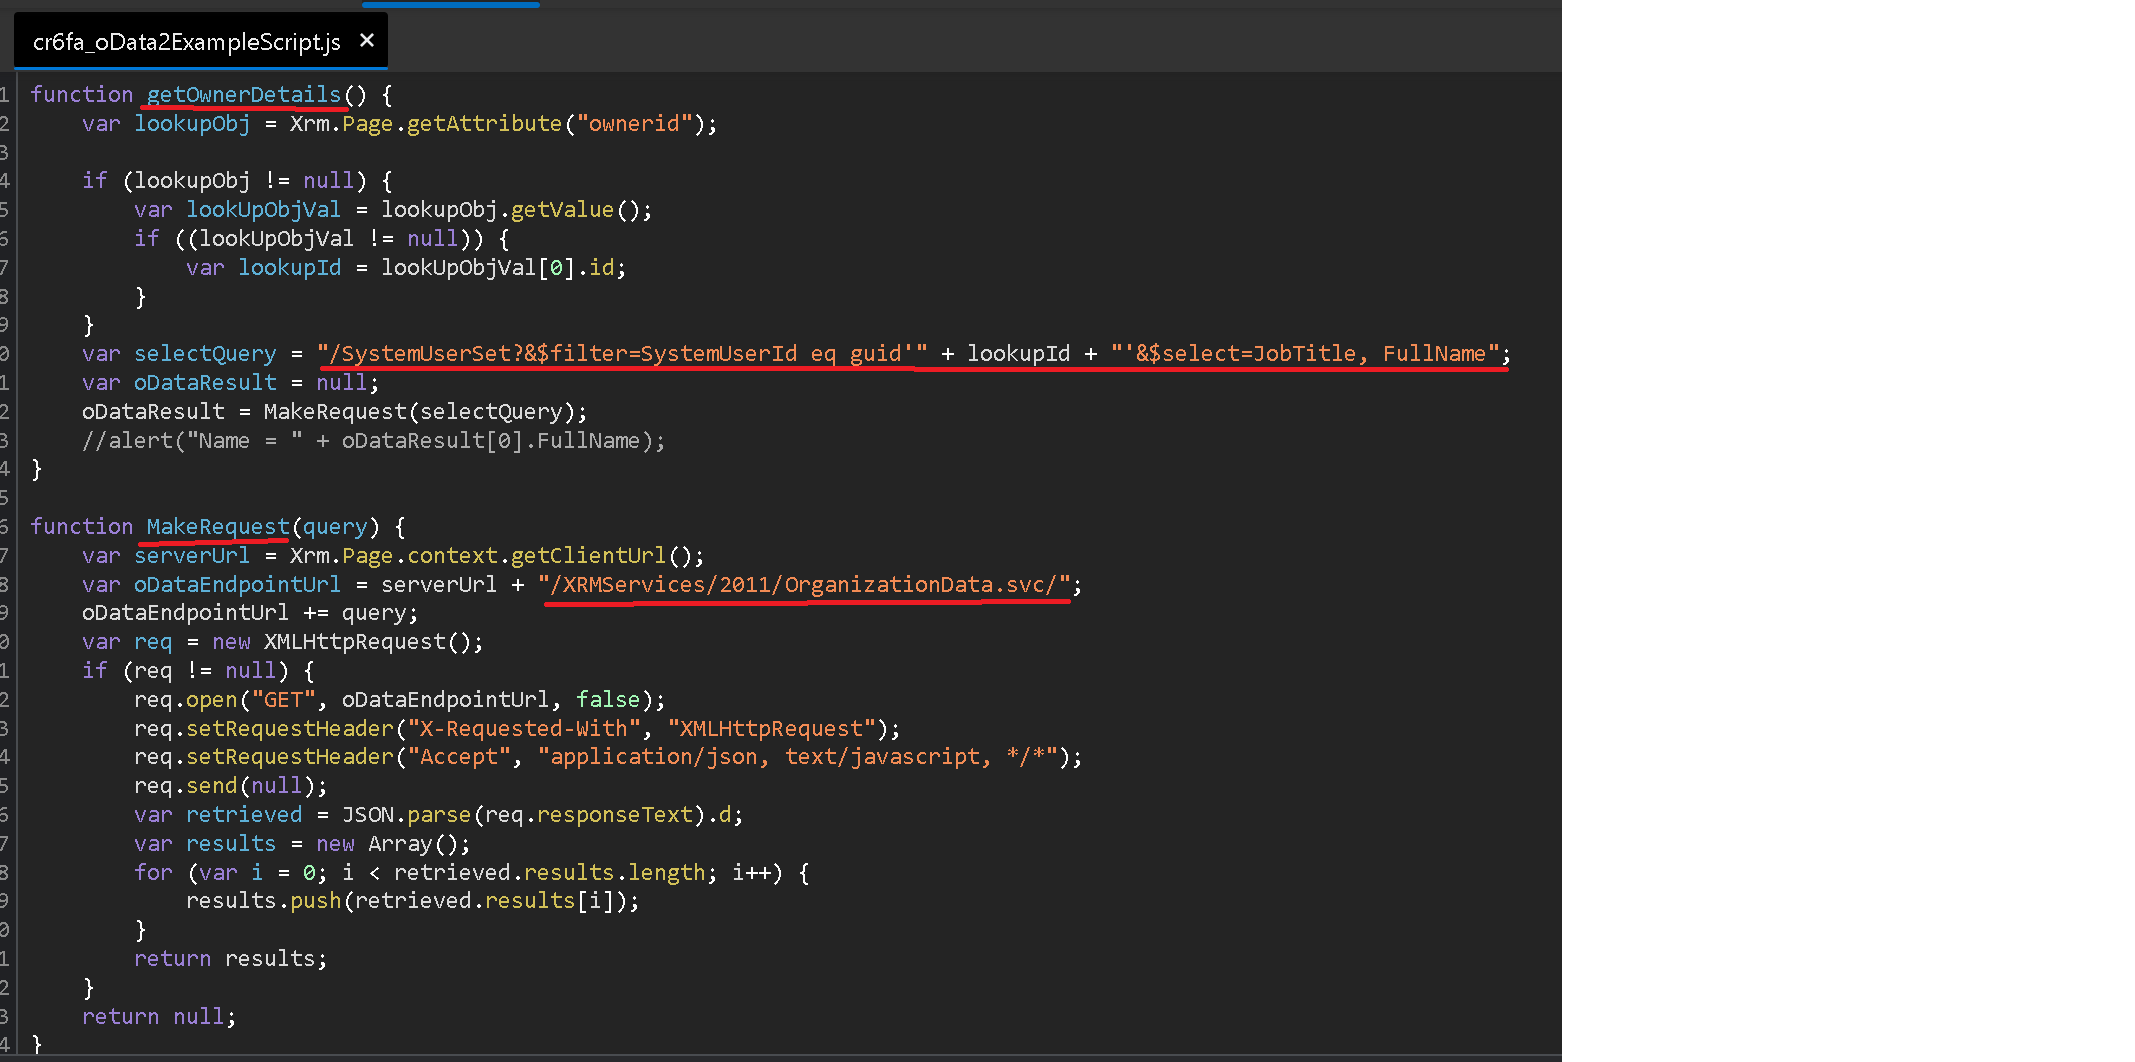 cr6fa_oData2ExampleScript.js ×
1 function getOwnerDetails() {
2 var lookupObj = Xrm.Page.getAttribute("ownerid");
3
4 if (lookupObj != null) {
5 var lookUpObjVal = lookupObj.getValue();
6 if ((lookUpObjVal != null)) {
7 var lookupId = lookUpObjVal[0].id;
8 }
9 }
0 var selectQuery = "/SystemUserSet?&$filter=SystemUserId eq guid'" + lookupId + "'&$select=JobTitle, FullName";
1 var oDataResult = null;
2 oDataResult = MakeRequest(selectQuery);
3 //alert("Name = " + oDataResult[0].FullName);
4 }
5
6 function MakeRequest(query) {
7 var serverUrl = Xrm.Page.context.getClientUrl();
8 var oDataEndpointUrl = serverUrl + "/XRMServices/2011/OrganizationData.svc/";
9 oDataEndpointUrl += query;
0 var req = new XMLHttpRequest();
1 if (req != null) {
2 req.open("GET", oDataEndpointUrl, false);
3 req.setRequestHeader("X-Requested-With", "XMLHttpRequest");
4 req.setRequestHeader("Accept", "application/json, text/javascript, */*");
5 req.send(null);
6 var retrieved = JSON.parse(req.responseText).d;
7 var results = new Array();
8 for (var i = 0; i < retrieved.results.length; i++) {
9 results.push(retrieved.results[i]);
0 }
1 return results;
2 }
3 return null;
4 }